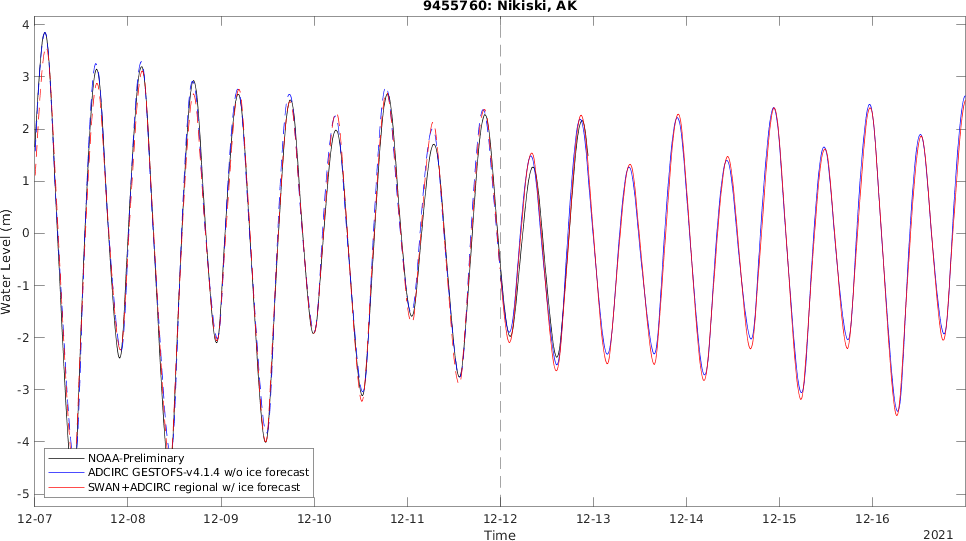 9455760: Nikiski, AK
4
3
2
1
0
-1
-2
-3
-4
-5
Water Level (m)
NOAA-Preliminary
ADCIRC GESTOFS-v4.1.4 w/o ice forecast
SWAN+ADCIRC regional w/ ice forecast
12-07 12-08 12-09 12-10 12-11 12-12 12-13 12-14 12-15 12-16
Time
2021